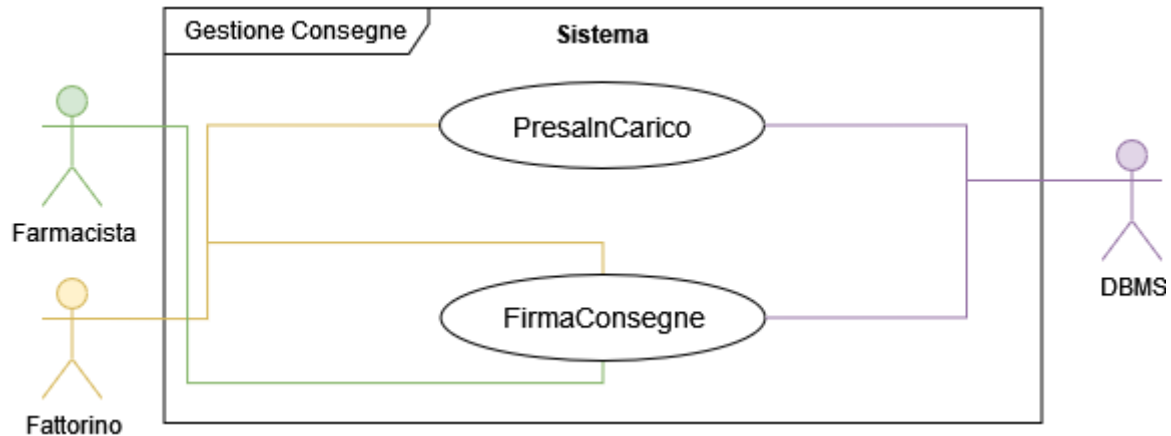 Gestione Consegne
Sistema
PresaInCarico
Farmacista
DBMS
FirmaConsegne
Fattorino